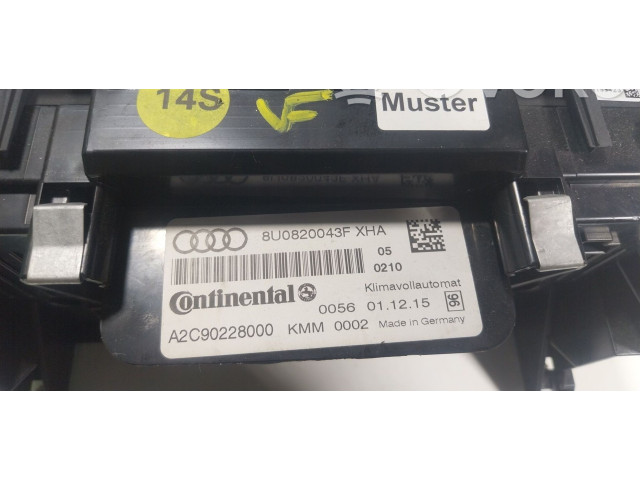 14S
VF
Muster
8U0820043F XHA
05
0210
Continental
Klimavollautomat
0056 01.12.15 96
A2C90228000 KMM 0002 Made in Germany